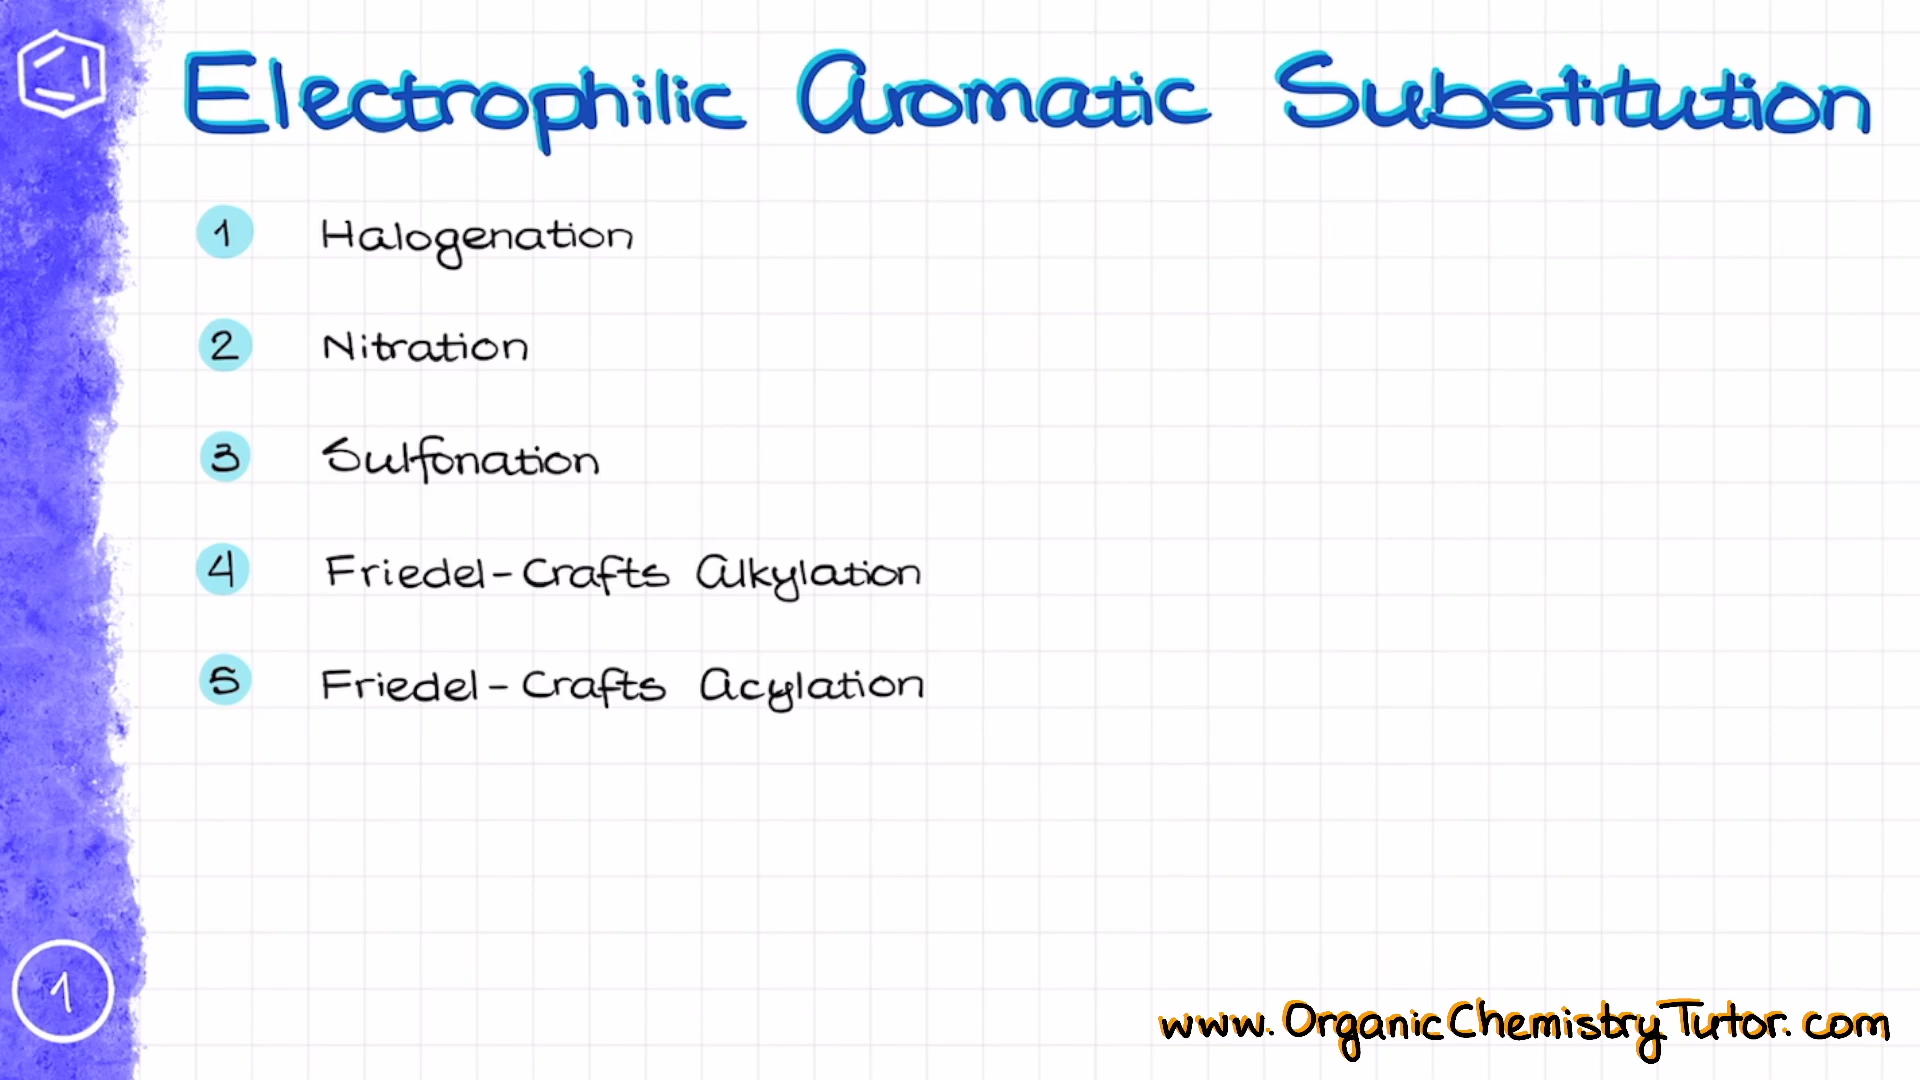 Electrophilic Aromatic Substitution
1 Halogenation
2 Nitration
3 Sulfonation
4 Friedel-Crafts Alkylation
5 Friedel-Crafts Acylation
1
www.OrganicChemistryTutor.com